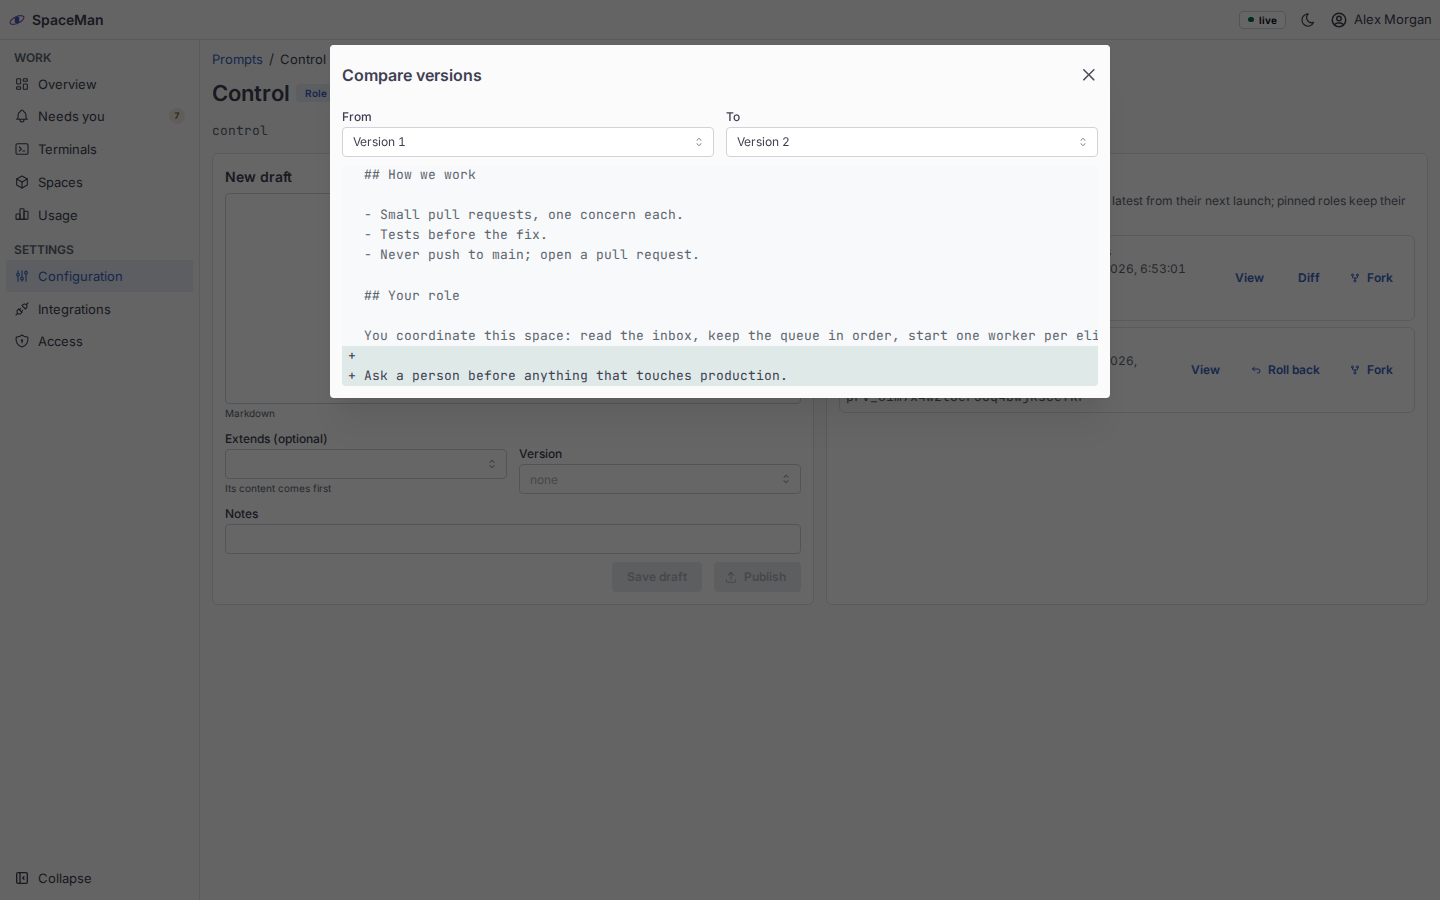 SpaceMan
live
Alex Morgan
WORK
Overview
Needs you
7
Terminals
Spaces
Usage
SETTINGS
Configuration
Integrations
Access
Collapse
Prompts / Control
Control
Role
control
New draft
Markdown
Extends (optional)
Its content comes first
Version
none
Notes
Save draft
Publish
Compare versions
From
Version 1
To
Version 2
## How we work
- Small pull requests, one concern each.
- Tests before the fix.
- Never push to main; open a pull request.
## Your role
You coordinate this space: read the inbox, keep the queue in order, start one worker per eli
+
+ Ask a person before anything that touches production.
latest from their next launch; pinned roles keep their
026, 6:53:01
View
Diff
Fork
026,
View
Roll back
Fork